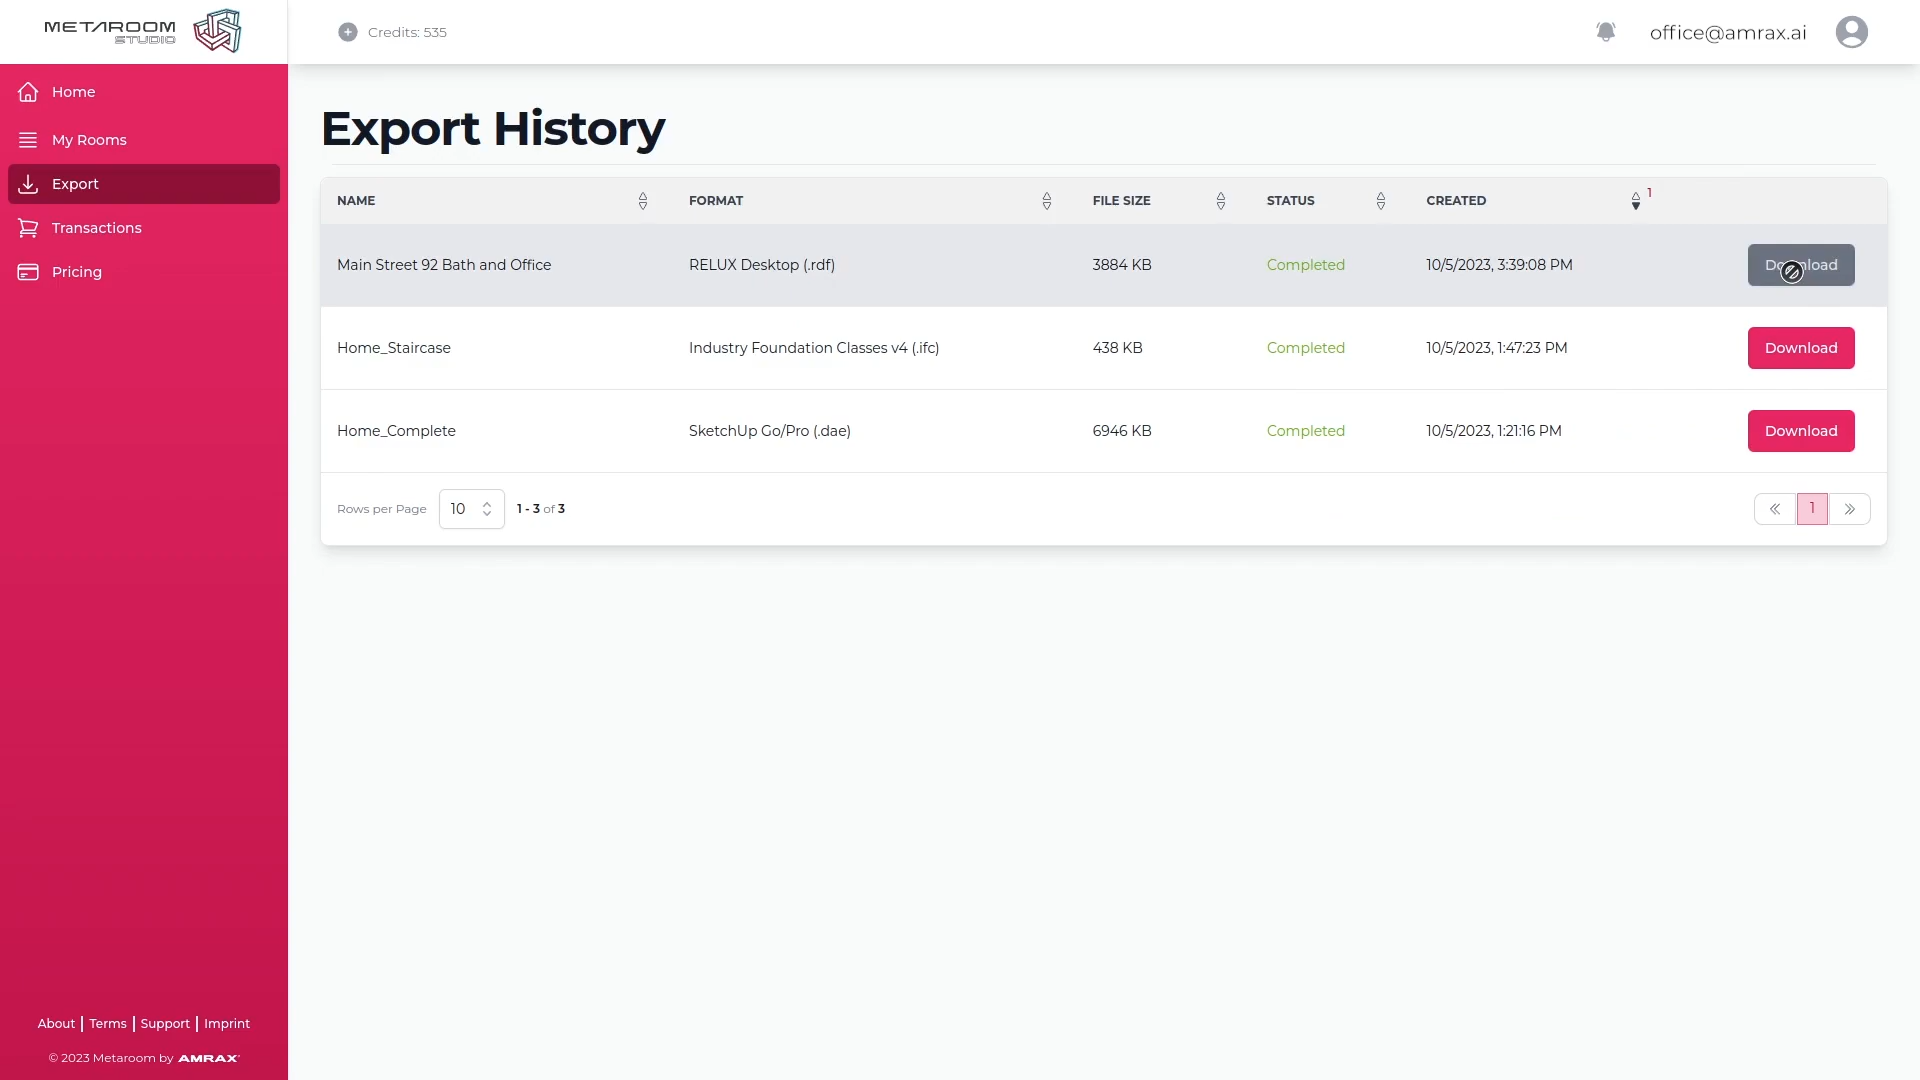 METAROOM
STUDIO
Credits: 535
office@amrax.ai
Home
My Rooms
Export
Transactions
Pricing
Export History
NAME FORMAT FILE SIZE STATUS CREATED 1
Main Street 92 Bath and Office RELUX Desktop (.rdf) 3884 KB Completed 10/5/2023, 3:39:08 PM Download
Home_Staircase Industry Foundation Classes v4 (.ifc) 438 KB Completed 10/5/2023, 1:47:23 PM Download
Home_Complete SketchUp Go/Pro (.dae) 6946 KB Completed 10/5/2023, 1:21:16 PM Download
Rows per Page 10 1 - 3 of 3 « 1 »
About | Terms | Support | Imprint
© 2023 Metaroom by AMRAX